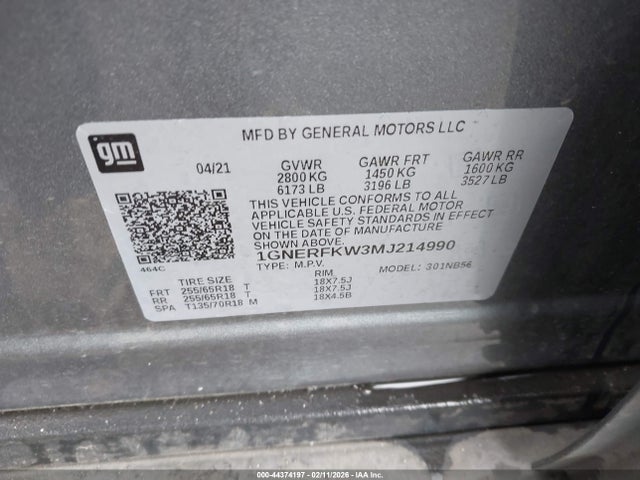 MFD BY GENERAL MOTORS LLC
gm
04/21 GVWR GAWR FRT GAWR RR
2800 KG 1450 KG 1600 KG
6173 LB 3196 LB 3527 LB
THIS VEHICLE CONFORMS TO ALL
APPLICABLE U.S. FEDERAL MOTOR
VEHICLE SAFETY STANDARDS IN EFFECT
ON THE DATE OF MANUFACTURE
SHOWN ABOVE.
464C
1GNERFKW3MJ214990
TYPE: M.P.V. MODEL: 301NB56
TIRE SIZE RIM
FRT 255/65R18 T 18X7.5J
RR 255/65R18 T 18X7.5J
SPA T135/70R18 M 18X4.5B
000-44374197 - 02/11/2026 - IAAI Inc.